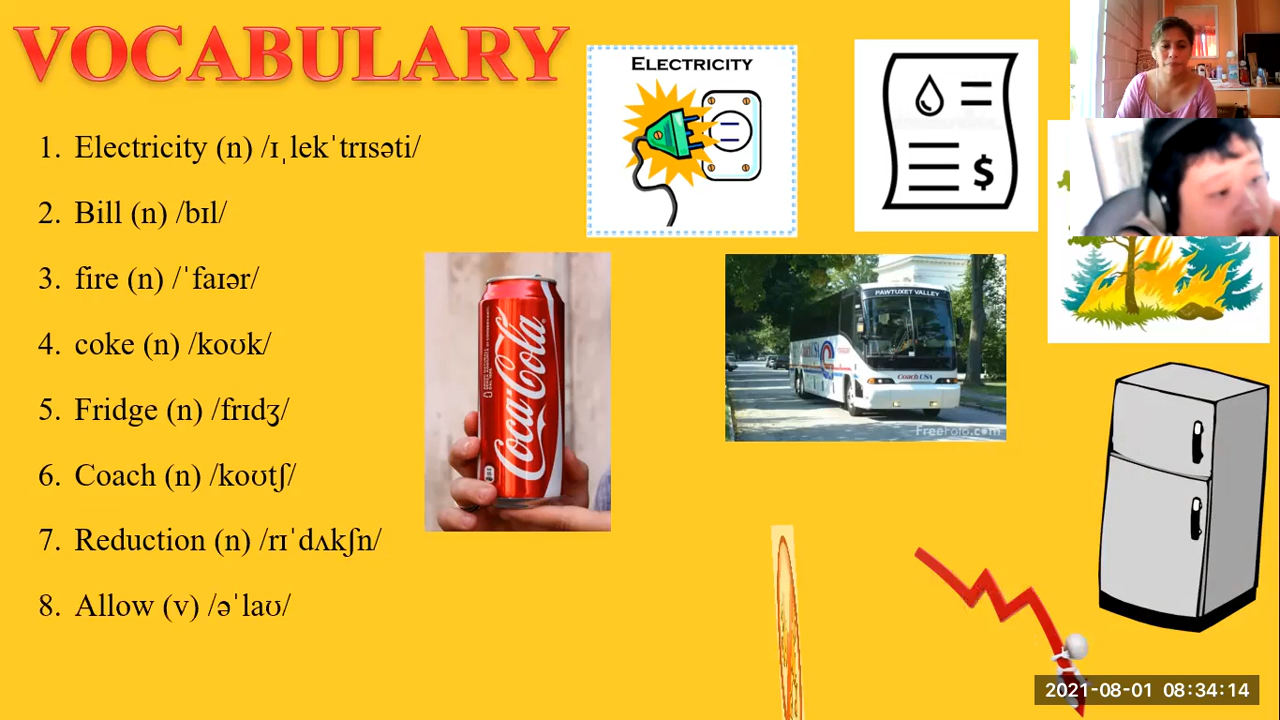 VOCABULARY
1. Electricity (n) /ɪˌlekˈtrɪsəti/
2. Bill (n) /bɪl/
3. fire (n) /ˈfaɪər/
4. coke (n) /koʊk/
5. Fridge (n) /frɪdʒ/
6. Coach (n) /koʊtʃ/
7. Reduction (n) /rɪˈdʌkʃn/
8. Allow (v) /əˈlaʊ/
ELECTRICITY
$
Coca-Cola
PAWTUXET VALLEY
Coach USA
FreeFoto.com
2021-08-01 08:34:14